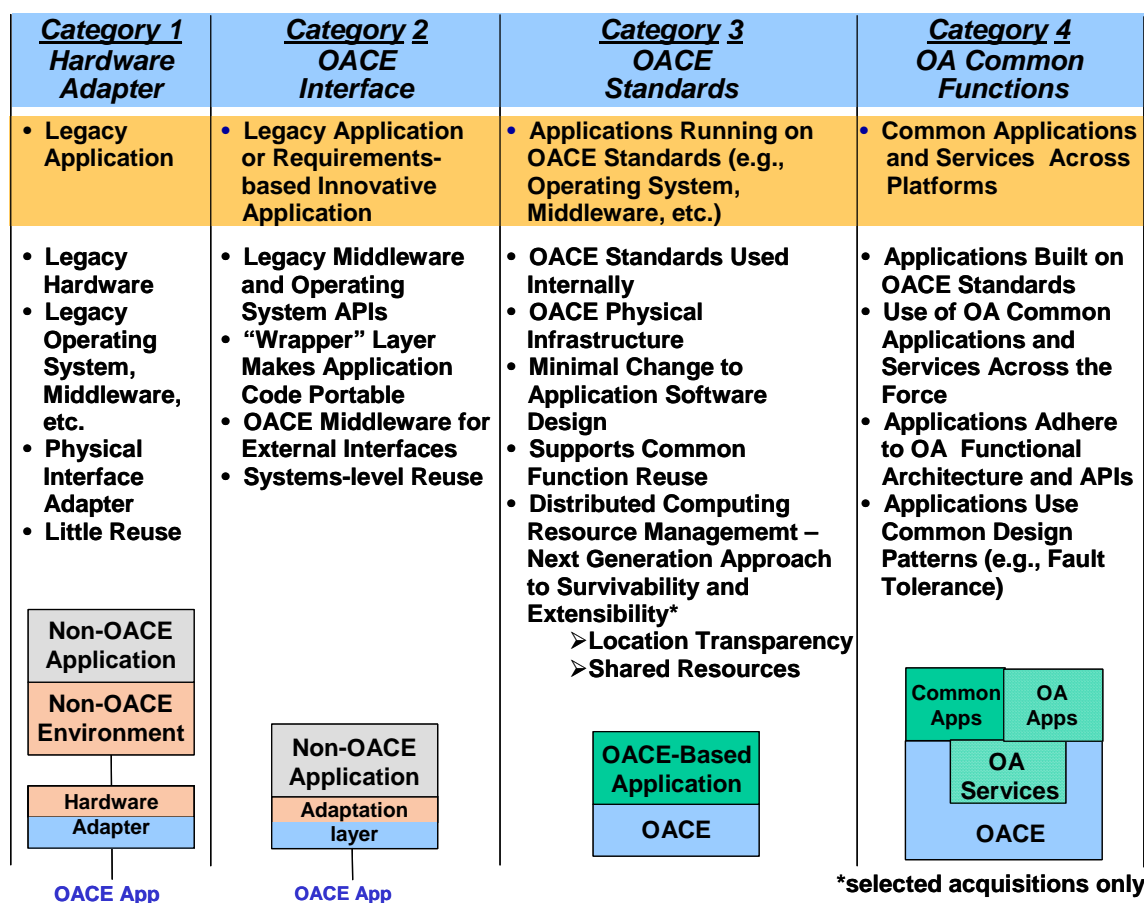 Category 1
Hardware
Adapter
• Legacy
Application
• Legacy
Hardware
• Legacy
Operating
System,
Middleware,
etc.
• Physical
Interface
Adapter
• Little Reuse
Non-OACE
Application
Non-OACE
Environment
Hardware
Adapter
OACE App
Category 2
OACE
Interface
• Legacy Application
or Requirements-
based Innovative
Application
• Legacy Middleware
and Operating
System APIs
• “Wrapper” Layer
Makes Application
Code Portable
• OACE Middleware for
External Interfaces
• Systems-level Reuse
Non-OACE
Application
Adaptation
layer
OACE App
Category 3
OACE
Standards
• Applications Running on
OACE Standards (e.g.,
Operating System,
Middleware, etc.)
• OACE Standards Used
Internally
• OACE Physical
Infrastructure
• Minimal Change to
Application Software
Design
• Supports Common
Function Reuse
• Distributed Computing
Resource Managememt –
Next Generation Approach
to Survivability and
Extensibility*
➢Location Transparency
➢Shared Resources
OACE-Based
Application
OACE
Category 4
OA Common
Functions
• Common Applications
and Services Across
Platforms
• Applications Built on
OACE Standards
• Use of OA Common
Applications and
Services Across the
Force
• Applications Adhere
to OA Functional
Architecture and APIs
• Applications Use
Common Design
Patterns (e.g., Fault
Tolerance)
Common
Apps
OA
Apps
OA
Services
OACE
*selected acquisitions only